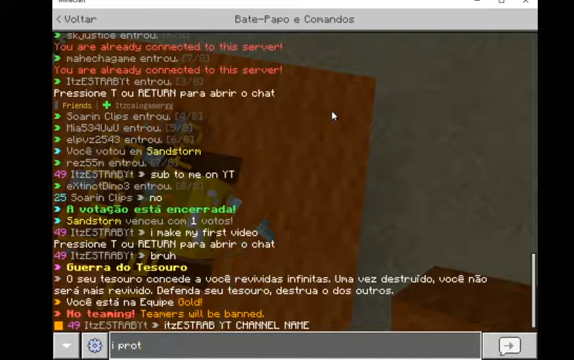 Minecraft
< Voltar
Bate-Papo e Comandos
> skJustice entrou.
You are already connected to this server!
> mahechagame entrou. [7/8]
You are already connected to this server!
> ItzESTRABYt entrou. [3/8]
Pressione T ou RETURN para abrir o chat
Friends | + Itzcalogamergg
> Soarin Clips entrou. [4/8]
> Mia534UwU entrou. [5/8]
> elpvz2543 entrou. [6/8]
> Você votou em Sandstorm
> rez55m entrou. [7/8]
49 ItzESTRABYt » sub to me on YT
> eXtinctDino3 entrou. [8/8]
25 Soarin Clips » no
> A votação está encerrada!
> Sandstorm venceu com 1 votos!
49 ItzESTRABYt » i make my first video
Pressione T ou RETURN para abrir o chat
49 ItzESTRABYt » bruh
> Guerra do Tesouro
> O seu tesouro concede a você revividas infinitas. Uma vez destruído, você não
será mais revivido. Defenda seu tesouro, destrua o dos outros.
> Você está na Equipe Gold!
> No teaming! Teamers will be banned.
49 ItzESTRABYt » itzESTRAB YT CHANNEL NAME
i prot